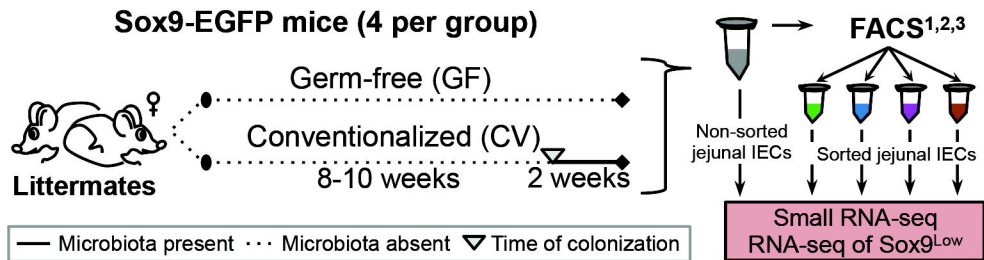 Sox9-EGFP mice (4 per group)
FACS1,2,3
Germ-free (GF)
Conventionalized (CV)
8-10 weeks
2 weeks
♀
Littermates
Non-sorted
jejunal IECs
Sorted jejunal IECs
Small RNA-seq
RNA-seq of Sox9Low
Microbiota present
Microbiota absent
Time of colonization